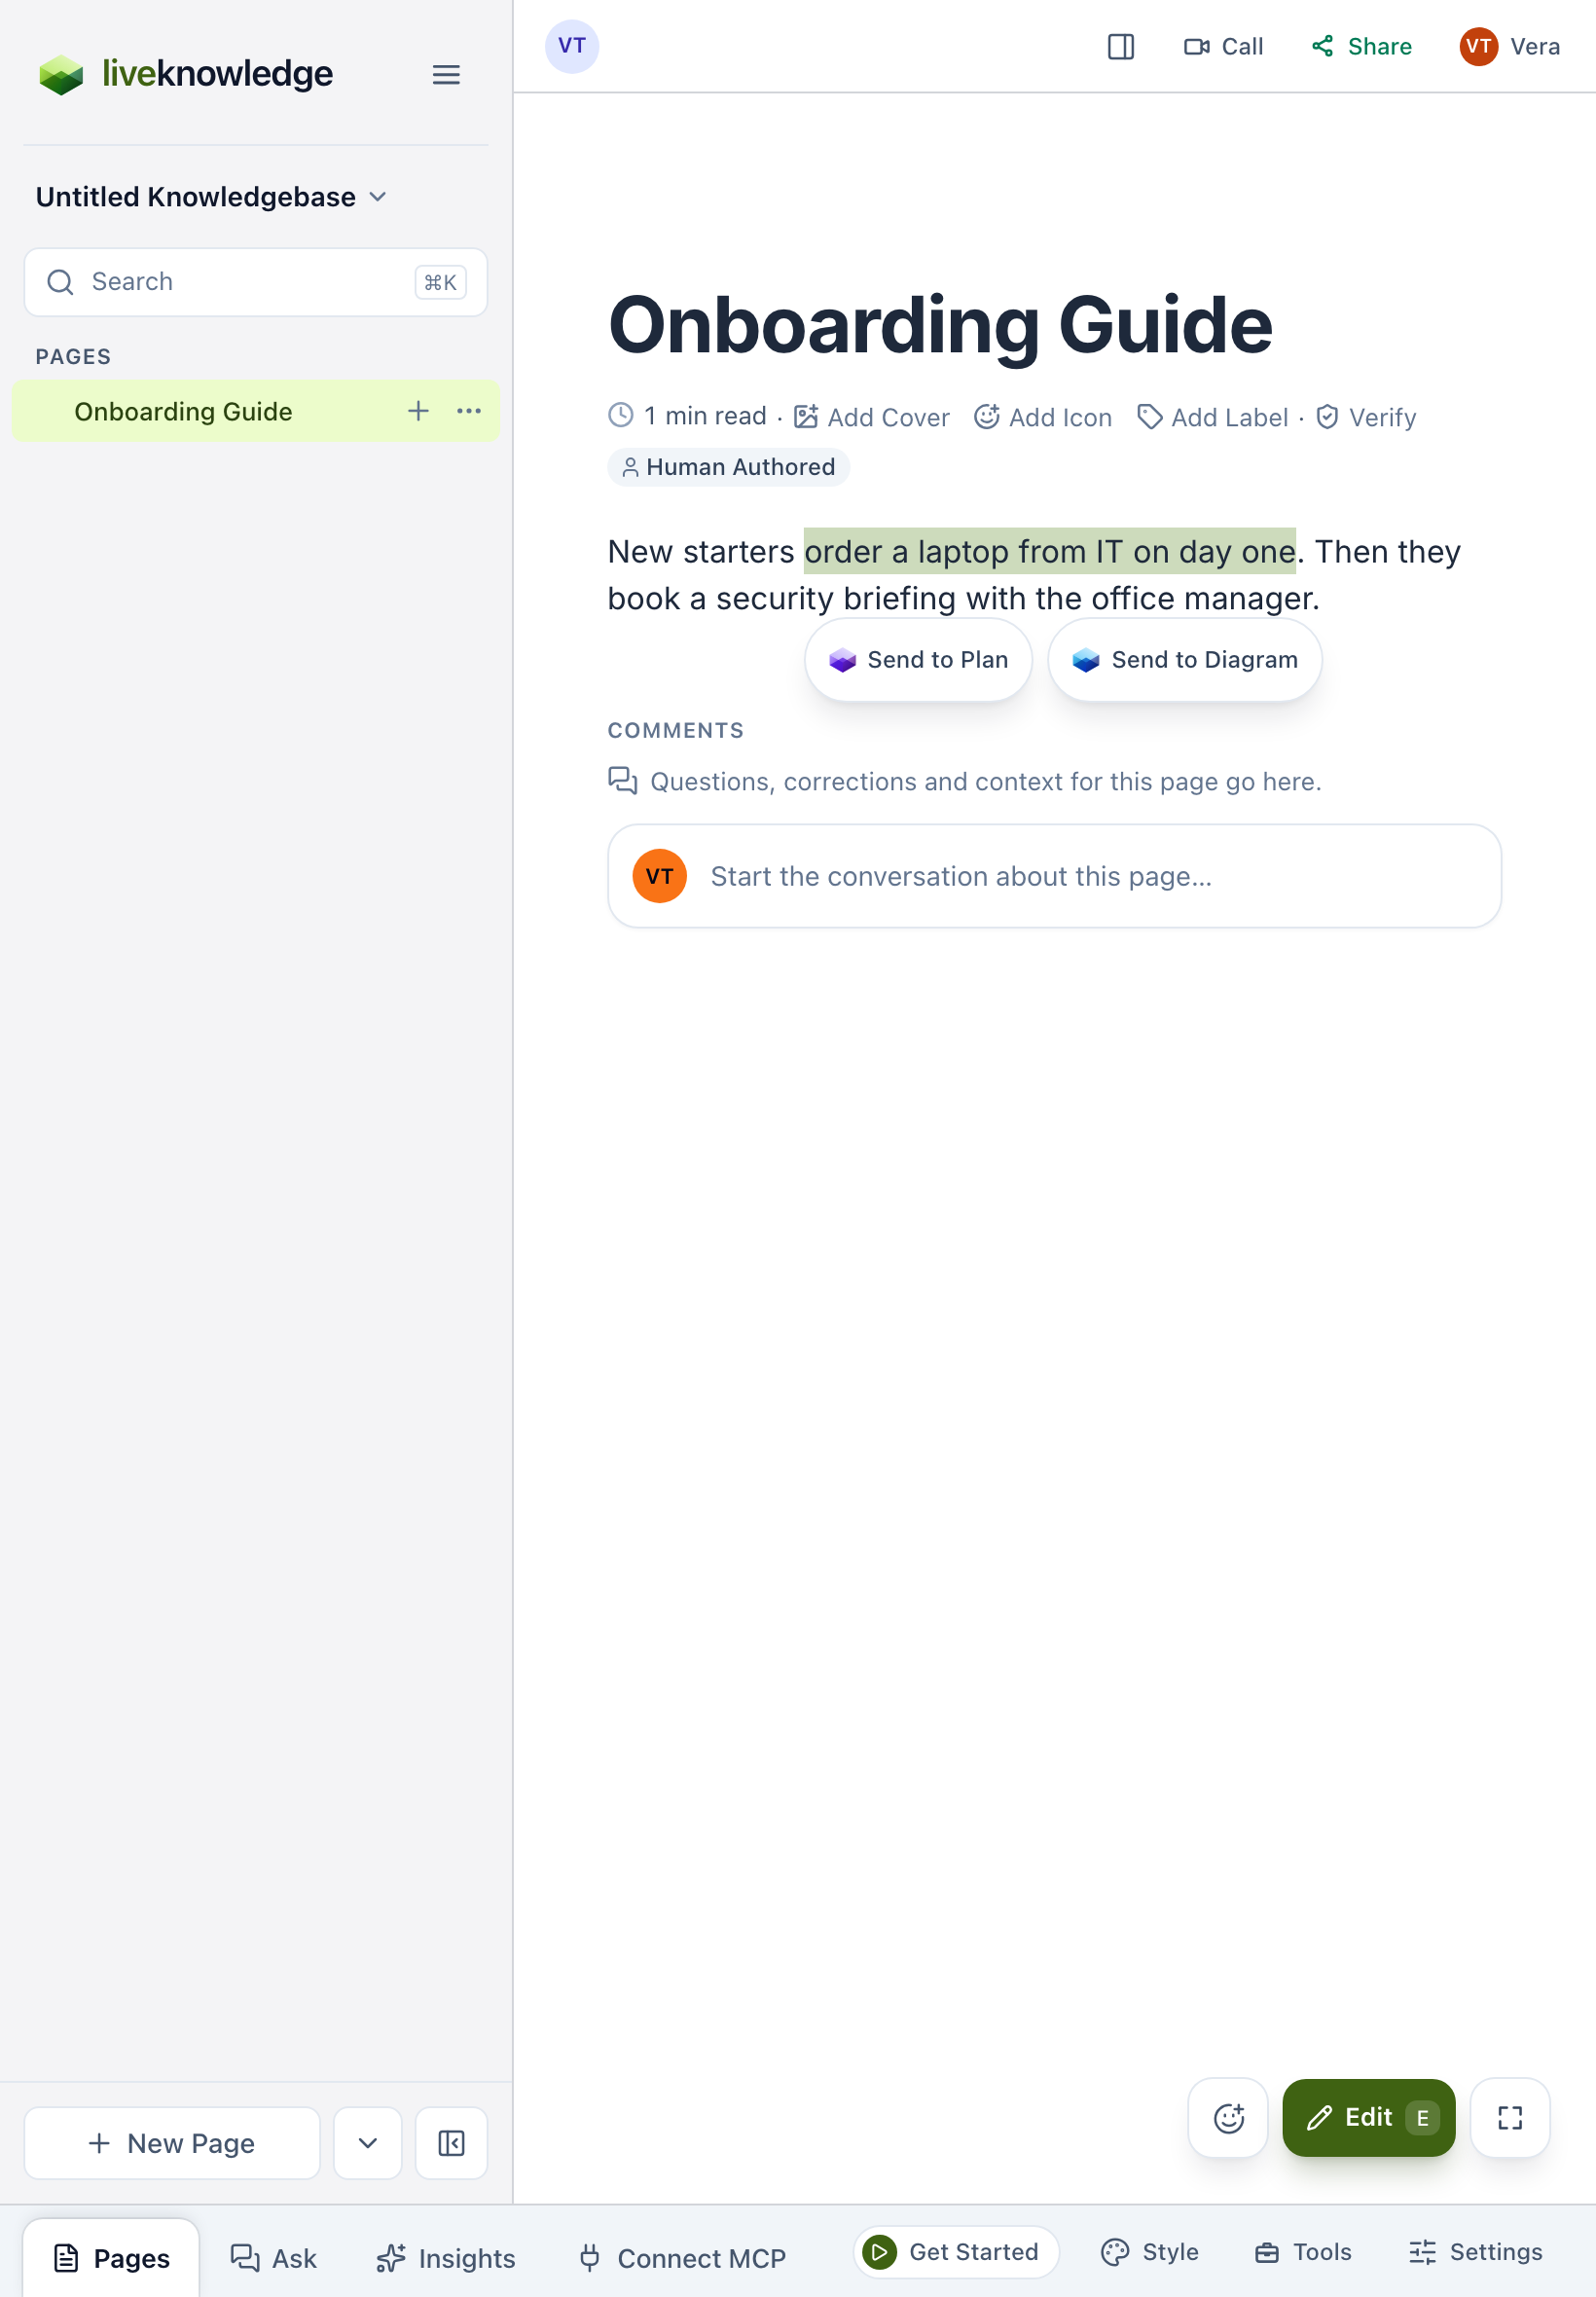 liveknowledge
Untitled Knowledgebase
Search ⌘K
PAGES
Onboarding Guide
VT
Call
Share
VT Vera
Onboarding Guide
1 min read · Add Cover Add Icon Add Label · Verify
Human Authored
New starters order a laptop from IT on day one. Then they
book a security briefing with the office manager.
Send to Plan
Send to Diagram
COMMENTS
Questions, corrections and context for this page go here.
VT Start the conversation about this page...
Edit E
New Page
Pages
Ask
Insights
Connect MCP
Get Started
Style
Tools
Settings